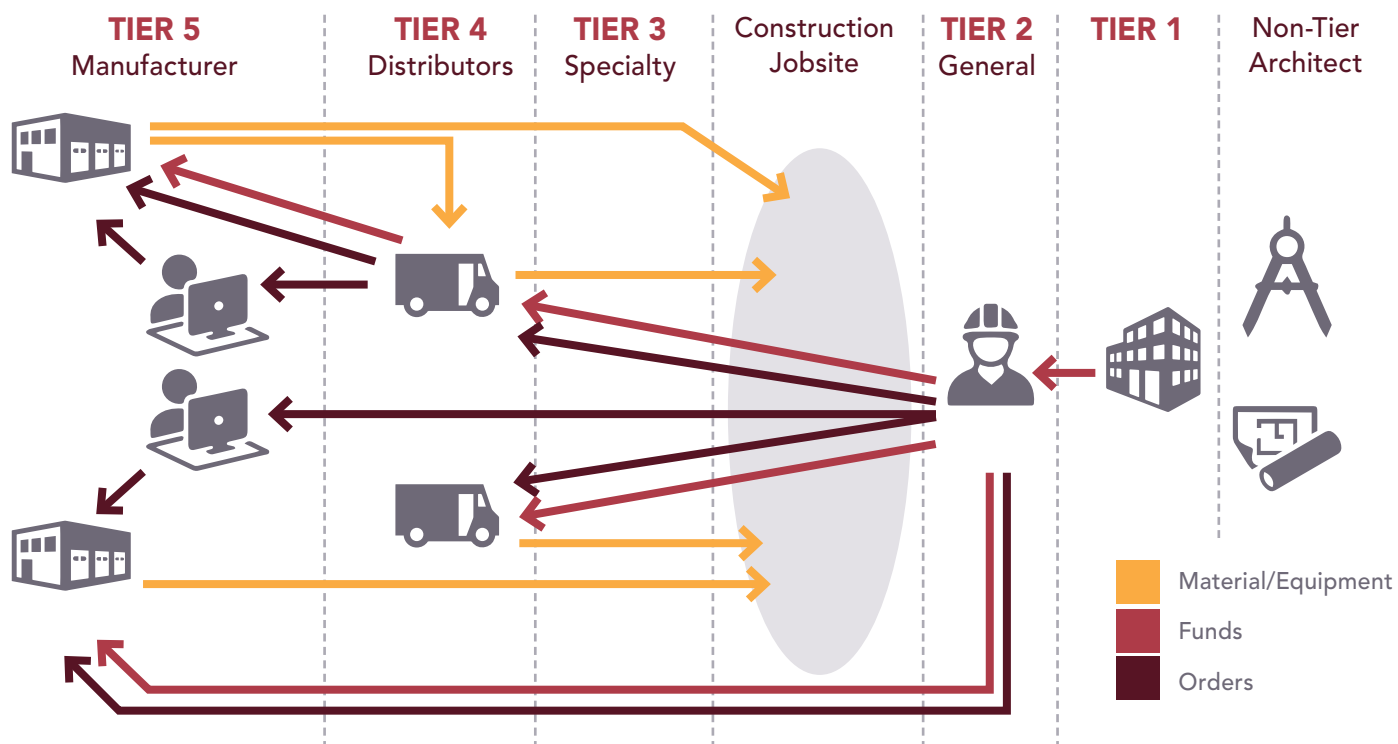 TIER 5
Manufacturer
TIER 4
Distributors
TIER 3
Specialty
Construction
Jobsite
TIER 2
General
TIER 1
Non-Tier
Architect
Material/Equipment
Funds
Orders